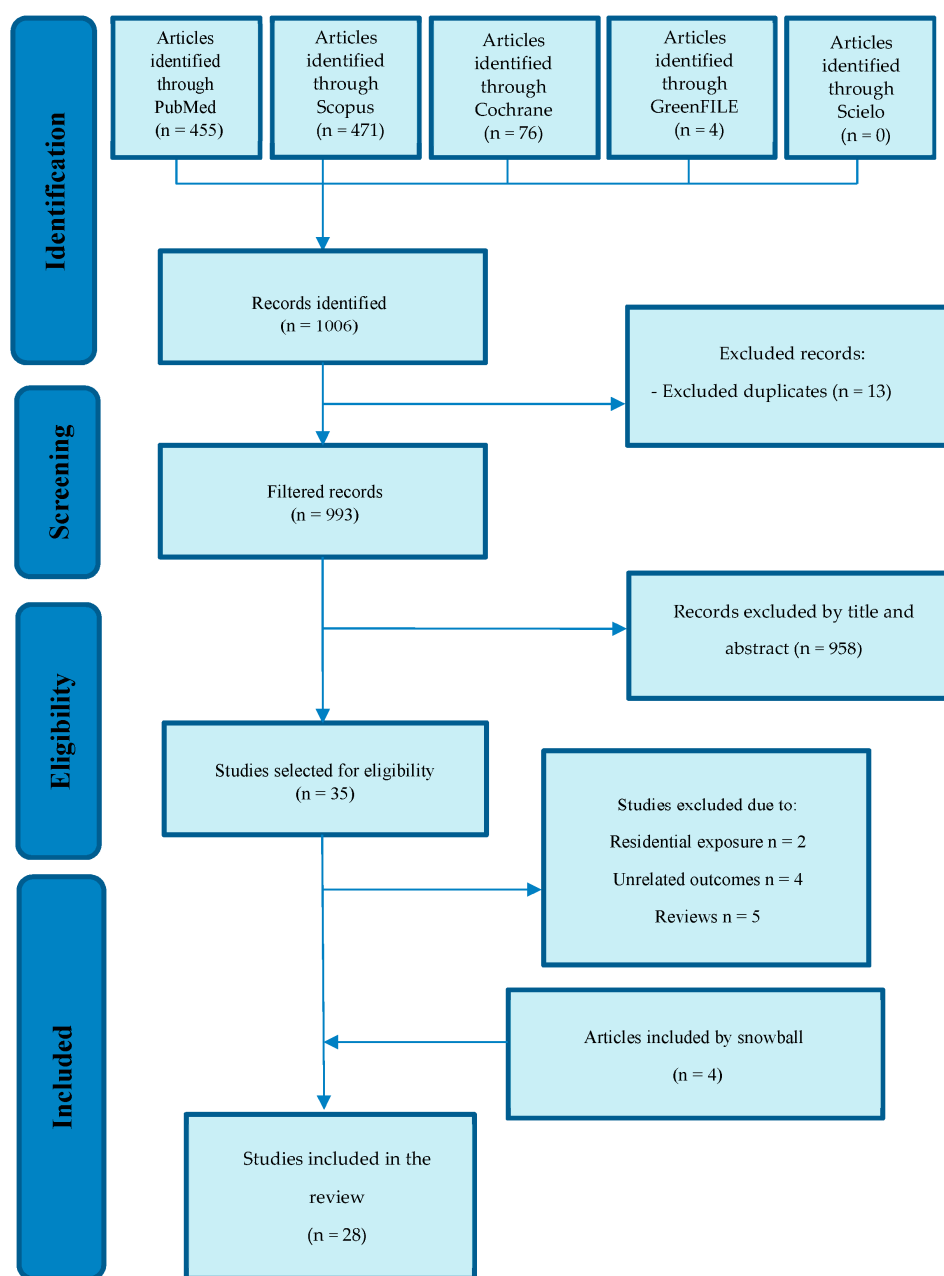 Identification
Articles
identified
through
PubMed
(n = 455)
Articles
identified
through
Scopus
(n = 471)
Articles
identified
through
Cochrane
(n = 76)
Articles
identified
through
GreenFILE
(n = 4)
Articles
identified
through
Scielo
(n = 0)
Records identified
(n = 1006)
Excluded records:
- Excluded duplicates (n = 13)
Screening
Filtered records
(n = 993)
Records excluded by title and
abstract (n = 958)
Eligibility
Studies selected for eligibility
(n = 35)
Studies excluded due to:
Residential exposure n = 2
Unrelated outcomes n = 4
Reviews n = 5
Included
Articles included by snowball
(n = 4)
Studies included in the
review
(n = 28)